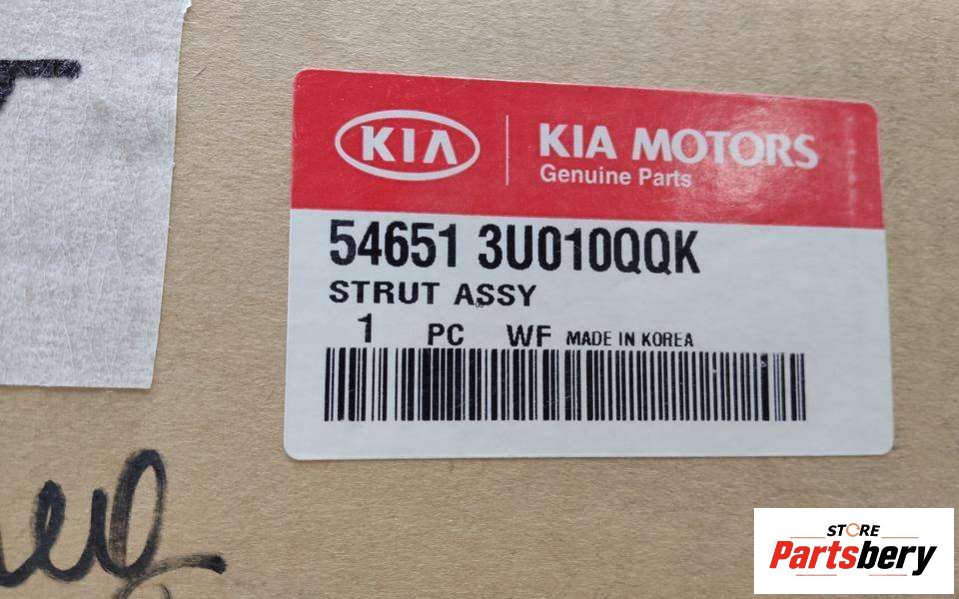 KIA
KIA MOTORS
Genuine Parts
54651 3U010QQK
STRUT ASSY
1 PC WF MADE IN KOREA
STORE
Partsbery